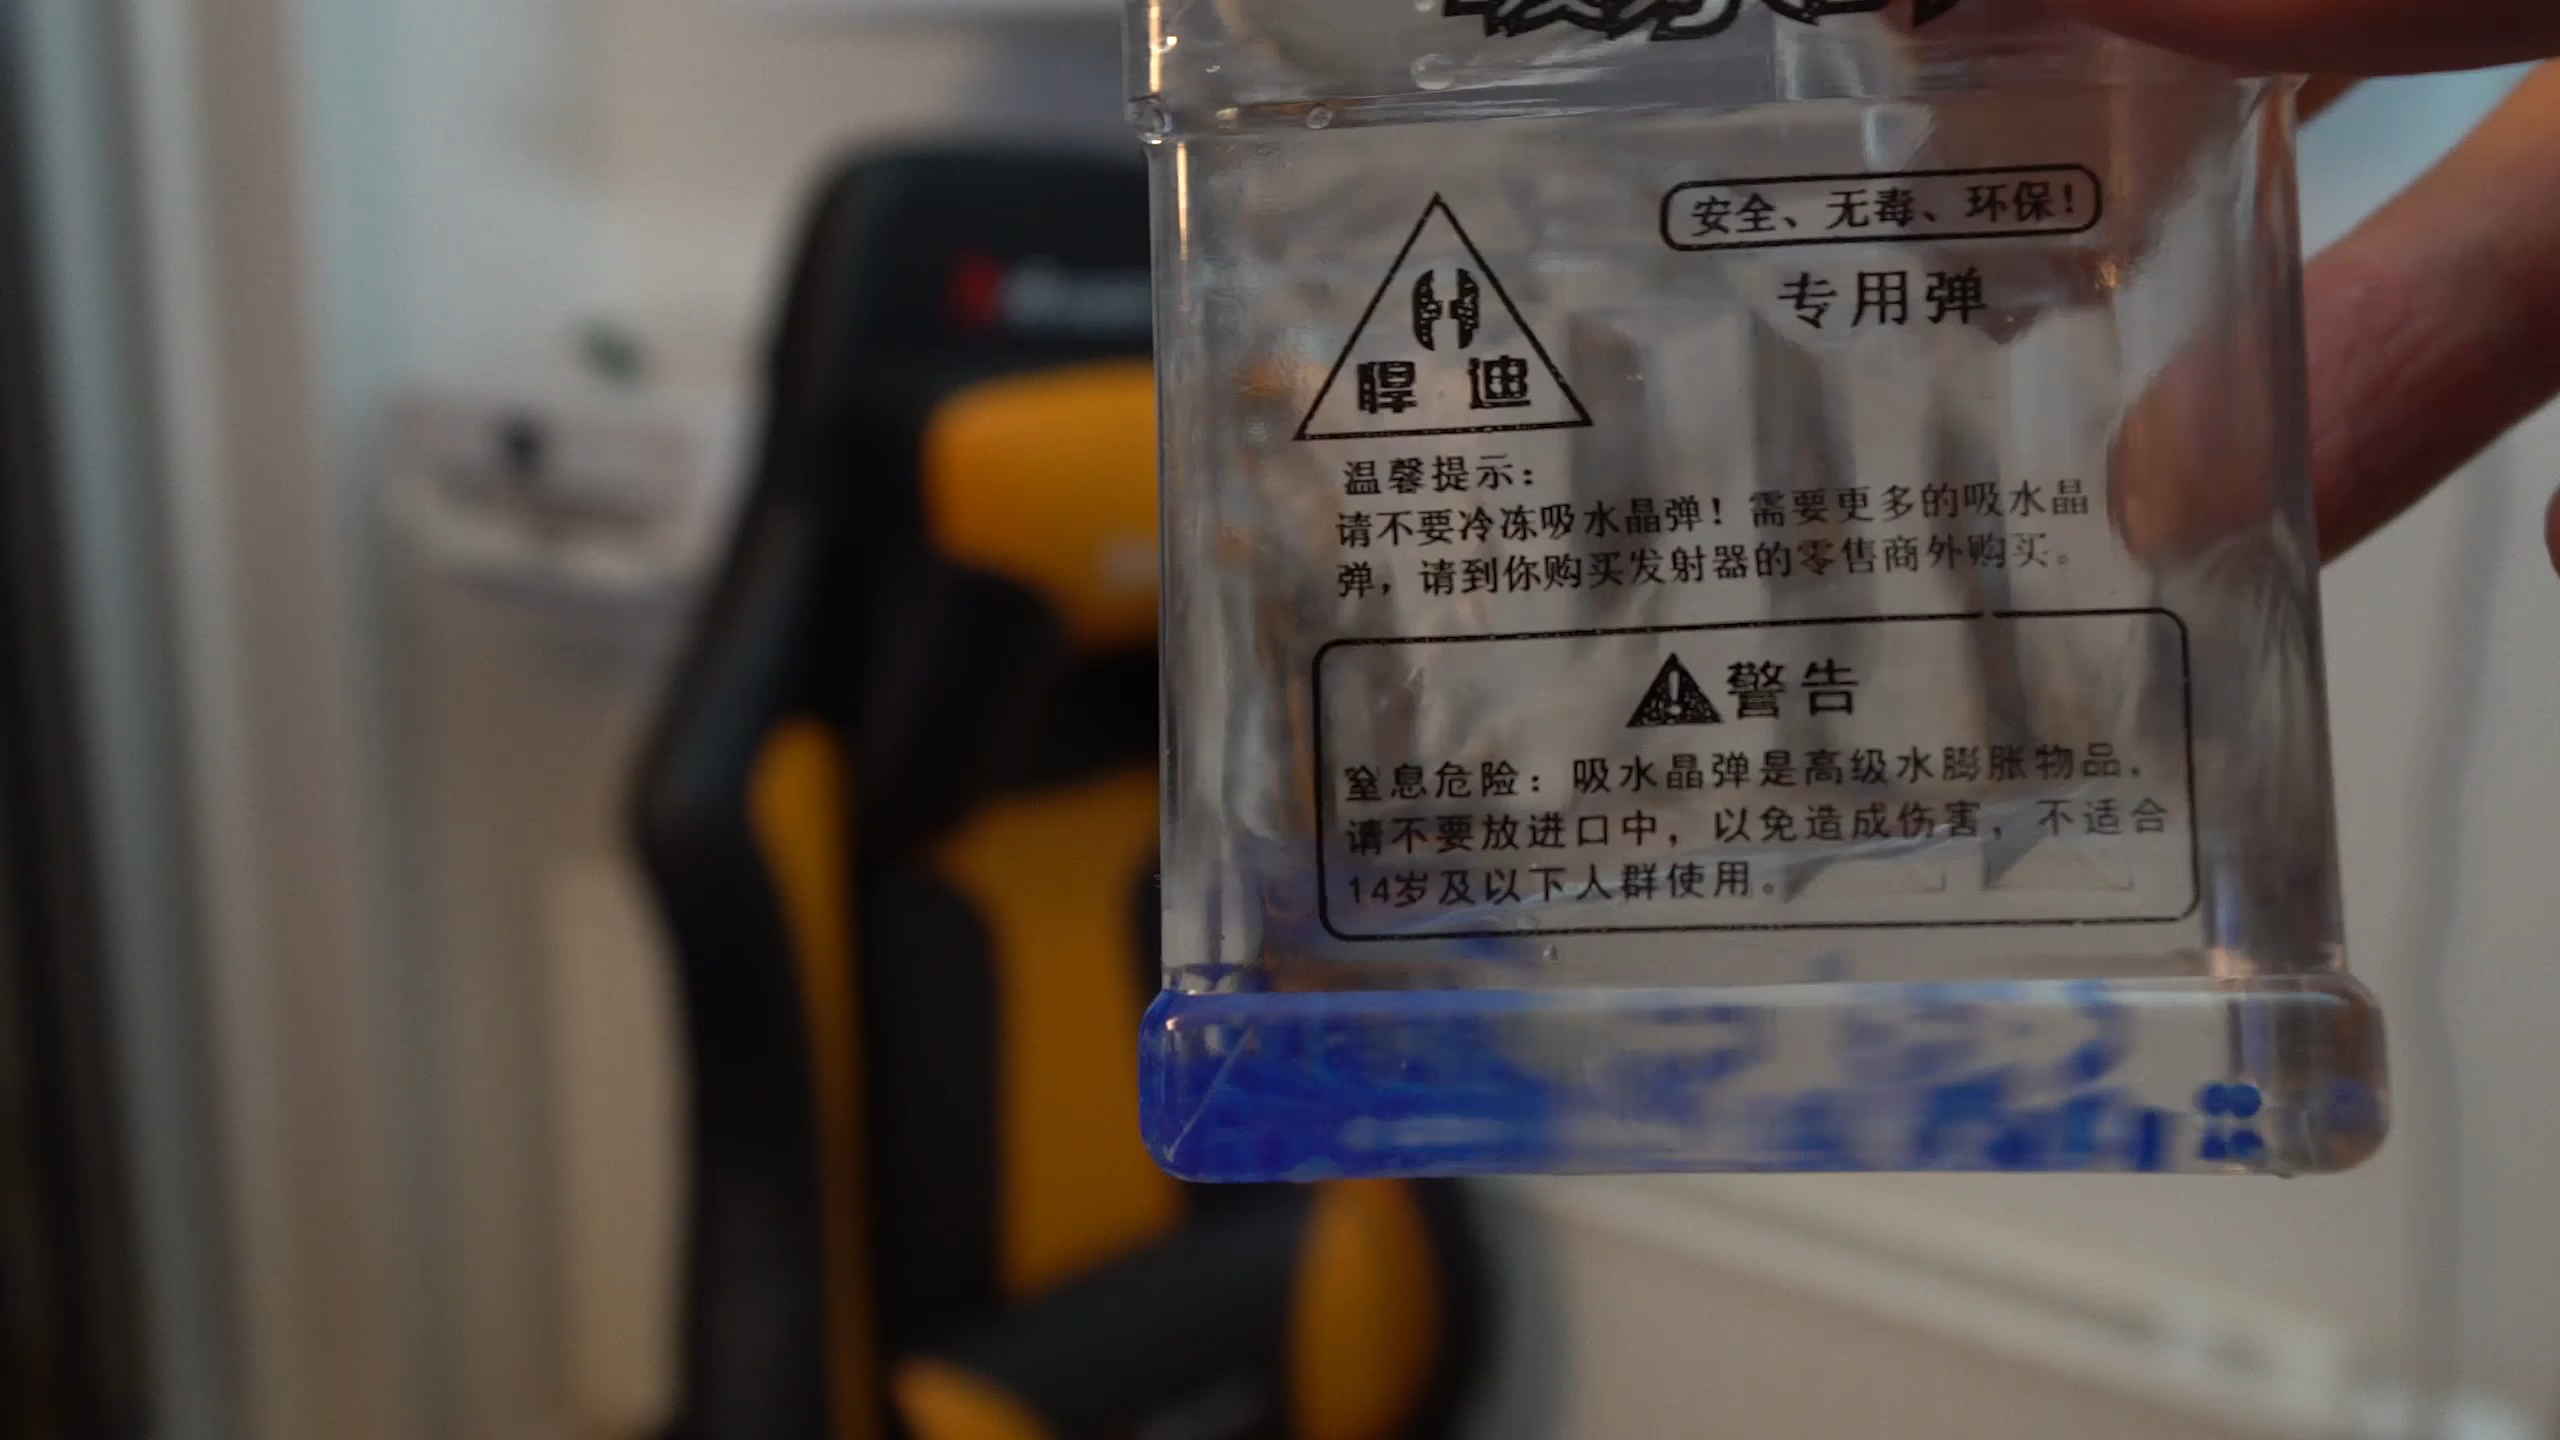 安全、无毒、环保!
专用弹
悍 迪
温馨提示：
请不要冷冻吸水晶弹！需要更多的吸水晶
弹，请到你购买发射器的零售商外购买。
警告
窒息危险：吸水晶弹是高级水膨胀物品，
请不要放进口中，以免造成伤害，不适合
14岁及以下人群使用。